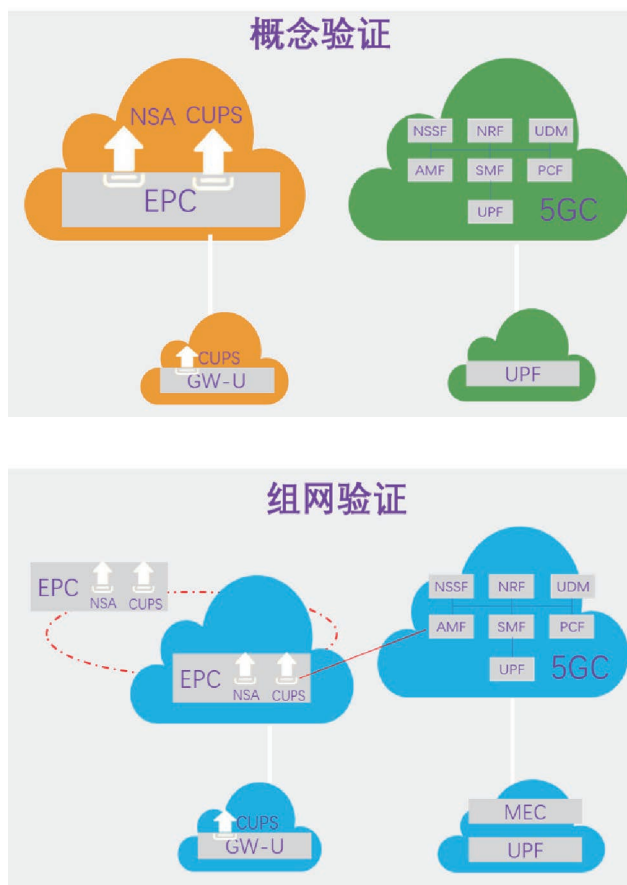 概念验证
NSA CUPS
EPC
NSSF NRF UDM
AMF SMF PCF
UPF 5GC
CUPS
GW-U
UPF
组网验证
EPC NSA CUPS
EPC NSA CUPS
NSSF NRF UDM
AMF SMF PCF
UPF 5GC
CUPS
GW-U
MEC
UPF